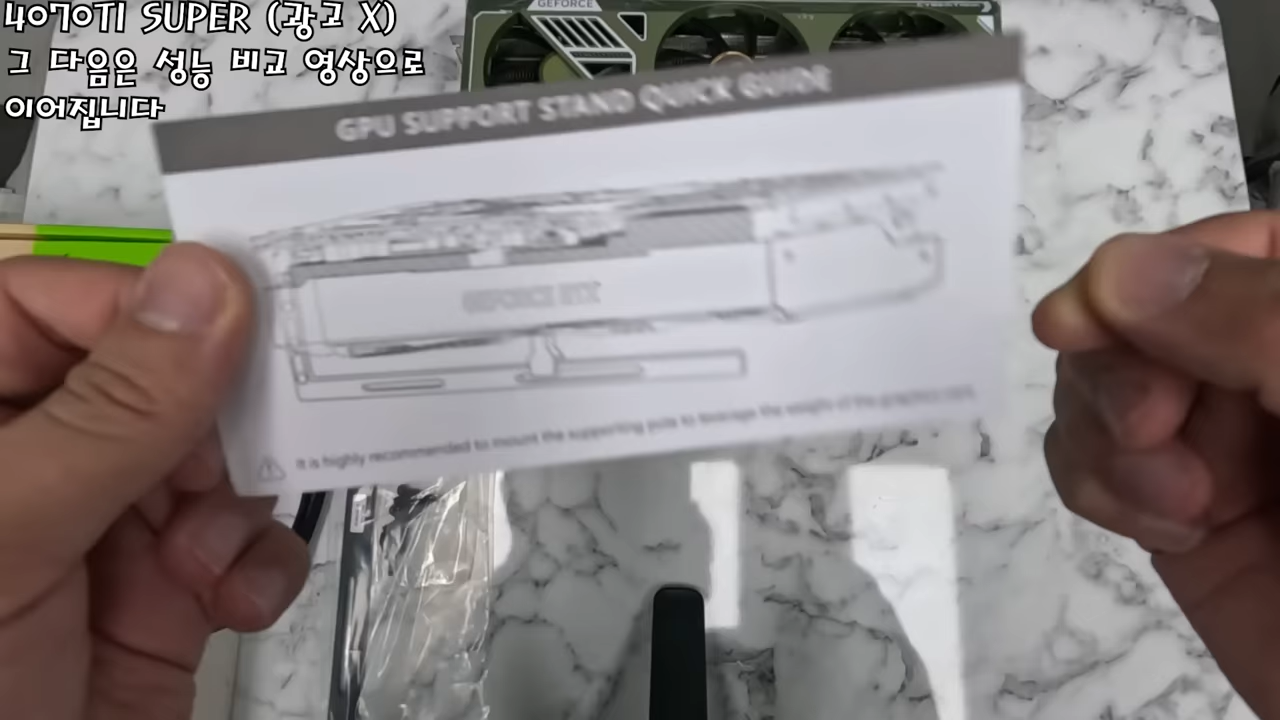 4070TI SUPER (광고 X)
그 다음은 성능 비교 영상으로
이어집니다
GEFORCE
GPU SUPPORT STAND QUICK GUIDE
GEFORCE RTX
It is highly recommended to mount the supporting pole to leverage the weight of the graphics card.